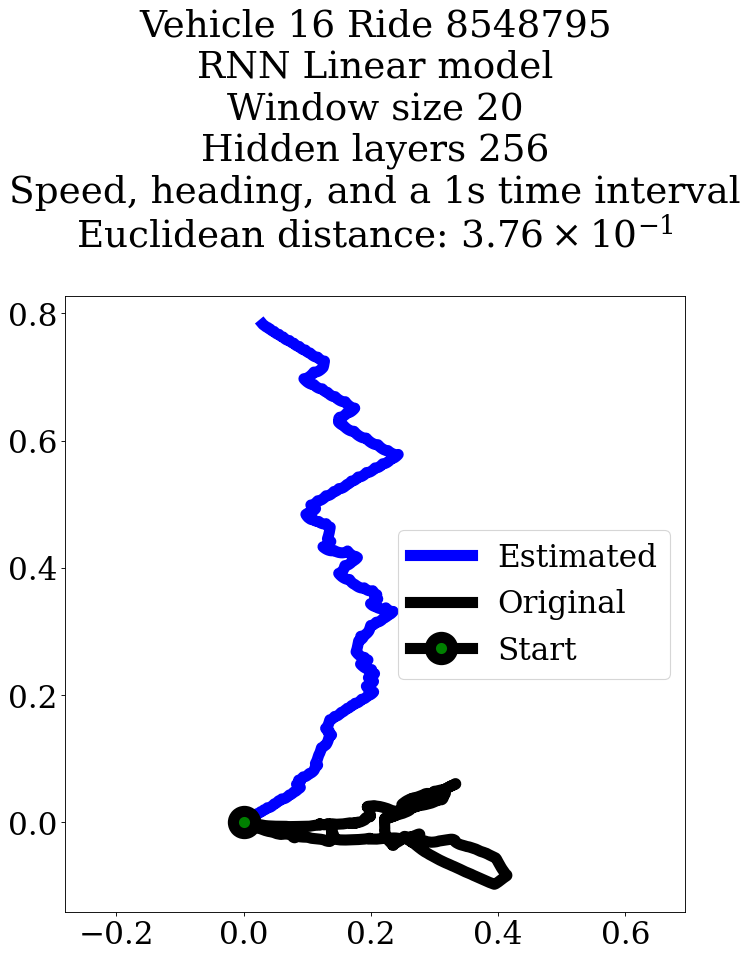 Vehicle 16 Ride 8548795
RNN Linear model
Window size 20
Hidden layers 256
Speed, heading, and a 1s time interval
Euclidean distance: 3.76 × 10⁻¹
0.8
0.6
0.4
0.2
0.0
Estimated
Original
Start
−0.2 0.0 0.2 0.4 0.6